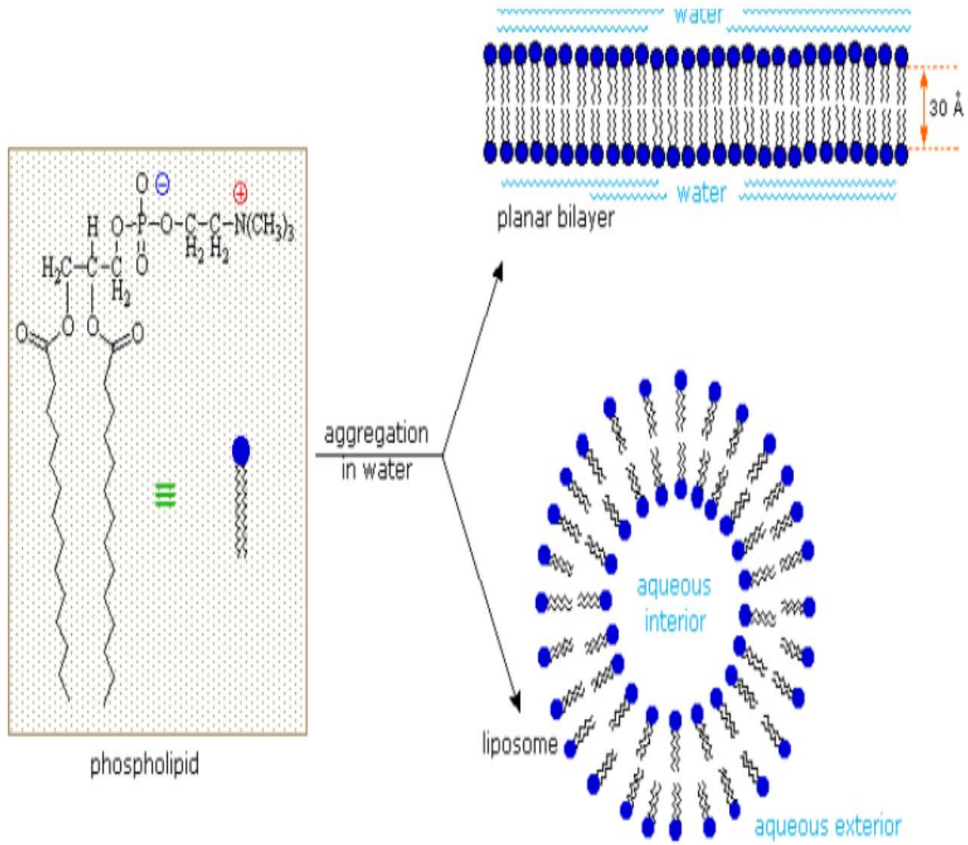 water
30 Å
water
planar bilayer
O ⊖ ⊕
H O-P-O-C-C-N(CH₃)₃
H₂ H₂
H₂C-C-C O
H₂
O O O O
aggregation
in water
≡
aqueous
interior
liposome
phospholipid
aqueous exterior